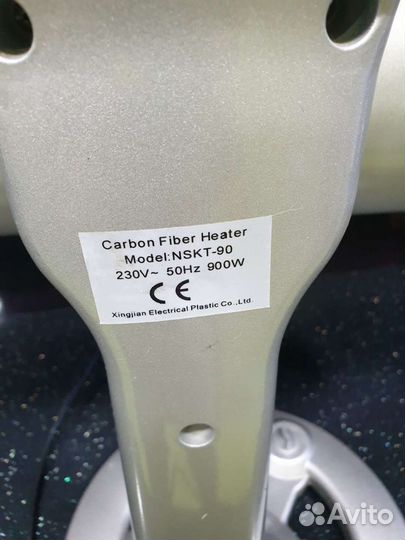 Carbon Fiber Heater
Model:NSKT-90
230V~ 50Hz 900W
CE
Xingjian Electrical Plastic Co.,Ltd.
Avito